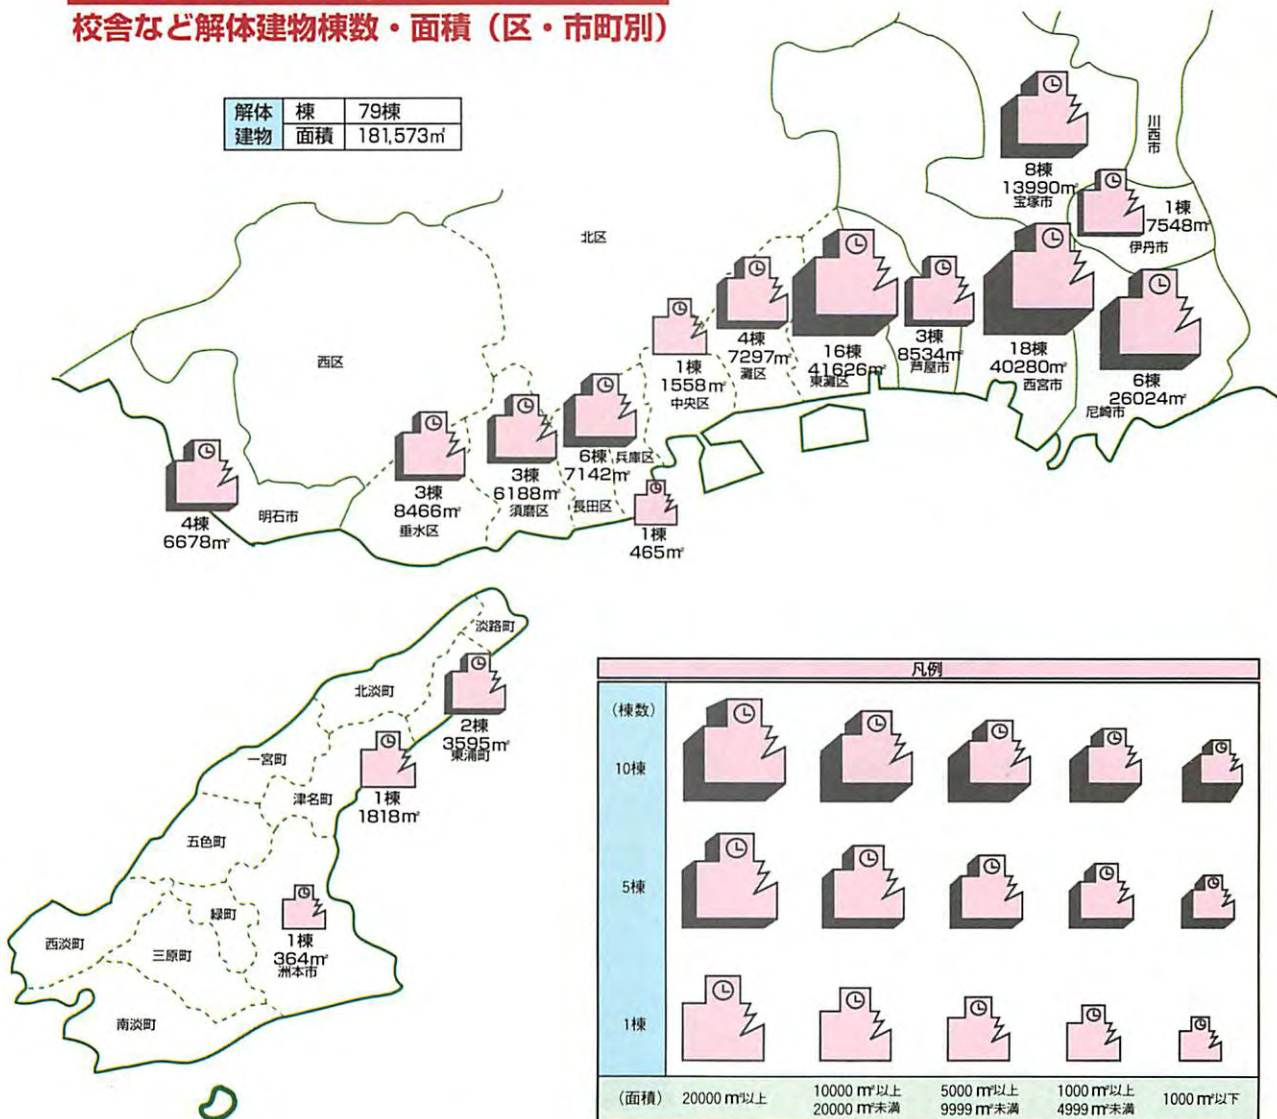 校舎など解体建物棟数・面積（区・市町別）
解体建物 棟 79棟
面積 181,573㎡
川西市
8棟
13990㎡
宝塚市
1棟
7548㎡
伊丹市
北区
西区
4棟
7297㎡
灘区
16棟
41626㎡
東灘区
3棟
8534㎡
芦屋市
18棟
40280㎡
西宮市
6棟
26024㎡
尼崎市
1棟
1558㎡
中央区
6棟
7142㎡
兵庫区
3棟
6188㎡
須磨区
長田区
1棟
465㎡
3棟
8466㎡
垂水区
4棟
6678㎡
明石市
淡路町
北淡町
2棟
3595㎡
東浦町
一宮町
津名町
1棟
1818㎡
五色町
緑町
1棟
364㎡
洲本市
西淡町
三原町
南淡町
凡例
（棟数）
10棟
5棟
1棟
（面積）
20000㎡以上
10000㎡以上
20000㎡未満
5000㎡以上
9999㎡未満
1000㎡以上
4999㎡未満
1000㎡以下